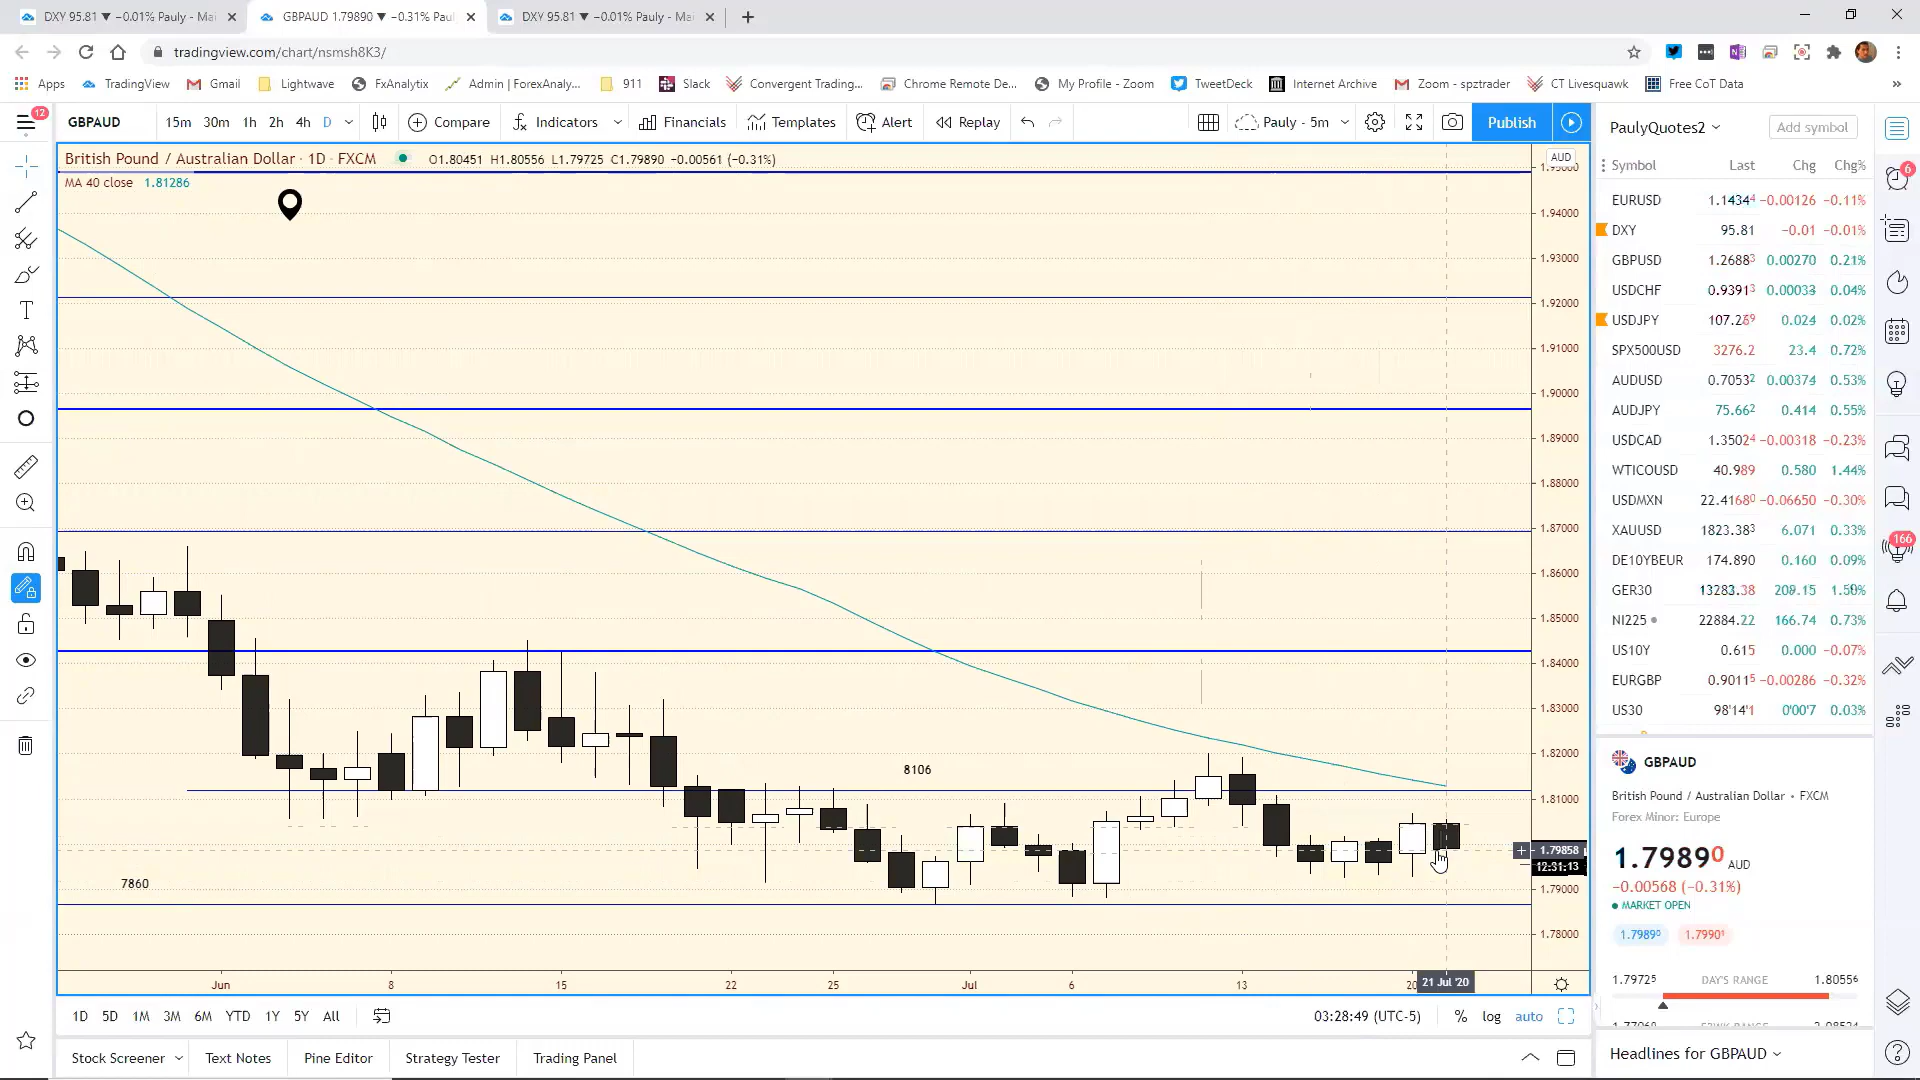 DXY 95.81 ▼ −0.01% Pauly - Mai
GBPAUD 1.79890 ▼ −0.31% Paul
DXY 95.81 ▼ −0.01% Pauly - Mai
tradingview.com/chart/nsmsh8K3/
Apps TradingView Gmail Lightwave FxAnalytix Admin | ForexAnaly... 911 Slack Convergent Trading... Chrome Remote De... My Profile - Zoom TweetDeck Internet Archive Zoom - spztrader CT Livesquawk Free CoT Data »
12 GBPAUD 15m 30m 1h 2h 4h D Compare Indicators Financials Templates Alert Replay Pauly - 5m Publish
British Pound / Australian Dollar · 1D · FXCM O1.80451 H1.80556 L1.79725 C1.79890 −0.00561 (−0.31%)
MA 40 close 1.81286
AUD
1.95000
1.94000
1.93000
1.92000
1.91000
1.90000
1.89000
1.88000
1.87000
1.86000
1.85000
1.84000
1.83000
1.82000
1.81000
1.79858
12:31:13
1.79000
1.78000
8106
7860
Jun 8 15 22 25 Jul 6 13 20 21 Jul '20
1D 5D 1M 3M 6M YTD 1Y 5Y All 03:28:49 (UTC-5) % log auto
Stock Screener Text Notes Pine Editor Strategy Tester Trading Panel
PaulyQuotes2 Add symbol
Symbol Last Chg Chg%
EURUSD 1.14344 −0.00126 −0.11%
DXY 95.81 −0.01 −0.01%
GBPUSD 1.26883 0.00270 0.21%
USDCHF 0.93913 0.00033 0.04%
USDJPY 107.269 0.024 0.02%
SPX500USD 3276.2 23.4 0.72%
AUDUSD 0.70532 0.00374 0.53%
AUDJPY 75.662 0.414 0.55%
USDCAD 1.35024 −0.00318 −0.23%
WTICOUSD 40.989 0.580 1.44%
USDMXN 22.41680 −0.06650 −0.30%
XAUUSD 1823.383 6.071 0.33%
DE10YBEUR 174.890 0.160 0.09%
GER30 13283.38 209.15
NI225 22884.22 166.74 0.73%
US10Y 0.615 0.000 −0.07%
EURGBP 0.90115 −0.00286 −0.32%
US30 98'14'1 0'00'7 0.03%
GBPAUD
British Pound / Australian Dollar • FXCM
Forex Minor: Europe
1.79890 AUD
−0.00568 (−0.31%)
MARKET OPEN
1.79890 1.79901
1.79725 DAY'S RANGE 1.80556
Headlines for GBPAUD
6
166